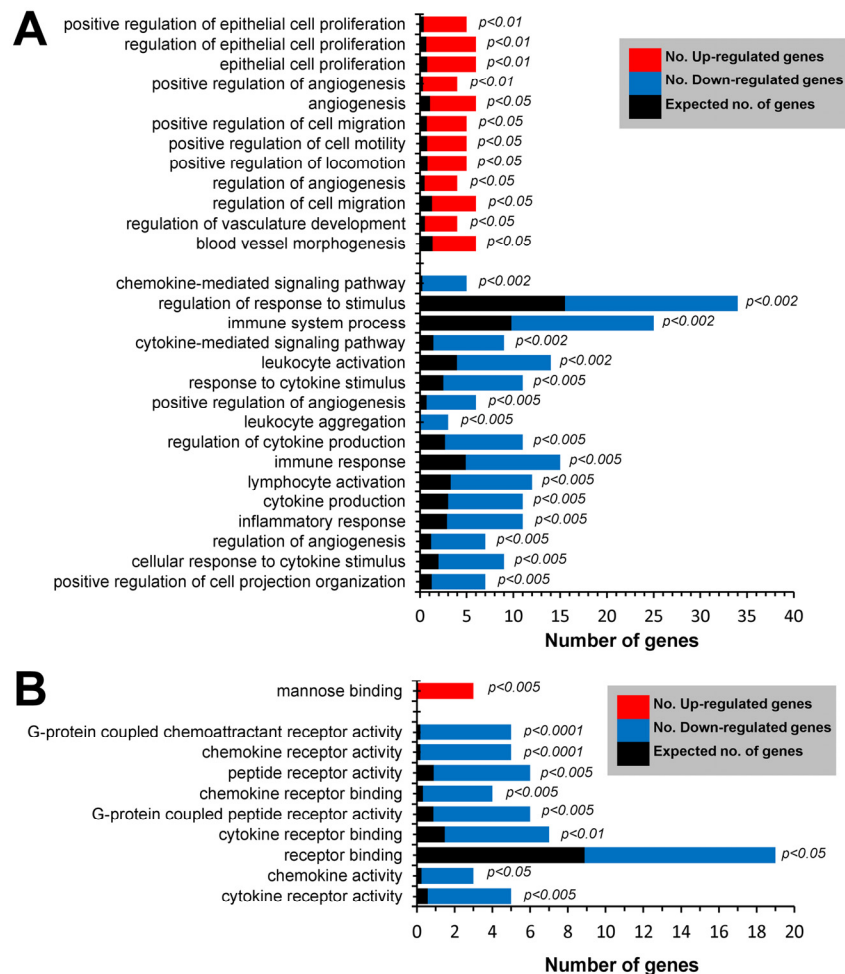 A
positive regulation of epithelial cell proliferation p<0.01
regulation of epithelial cell proliferation p<0.01
epithelial cell proliferation p<0.01
positive regulation of angiogenesis p<0.01
angiogenesis p<0.05
positive regulation of cell migration p<0.05
positive regulation of cell motility p<0.05
positive regulation of locomotion p<0.05
regulation of angiogenesis p<0.05
regulation of cell migration p<0.05
regulation of vasculature development p<0.05
blood vessel morphogenesis p<0.05
No. Up-regulated genes
No. Down-regulated genes
Expected no. of genes
chemokine-mediated signaling pathway p<0.002
regulation of response to stimulus p<0.002
immune system process p<0.002
cytokine-mediated signaling pathway p<0.002
leukocyte activation p<0.002
response to cytokine stimulus p<0.005
positive regulation of angiogenesis p<0.005
leukocyte aggregation p<0.005
regulation of cytokine production p<0.005
immune response p<0.005
lymphocyte activation p<0.005
cytokine production p<0.005
inflammatory response p<0.005
regulation of angiogenesis p<0.005
cellular response to cytokine stimulus p<0.005
positive regulation of cell projection organization p<0.005
0 5 10 15 20 25 30 35 40
Number of genes
B
mannose binding p<0.005
No. Up-regulated genes
No. Down-regulated genes
Expected no. of genes
G-protein coupled chemoattractant receptor activity p<0.0001
chemokine receptor activity p<0.0001
peptide receptor activity p<0.005
chemokine receptor binding p<0.005
G-protein coupled peptide receptor activity p<0.005
cytokine receptor binding p<0.01
receptor binding p<0.05
chemokine activity p<0.05
cytokine receptor activity p<0.005
0 2 4 6 8 10 12 14 16 18 20
Number of genes